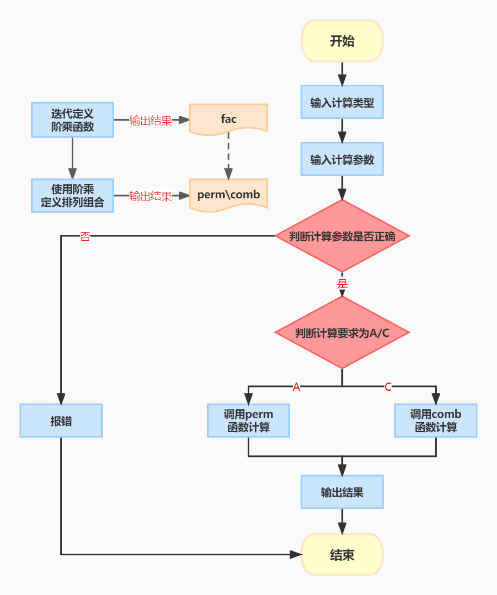 开始
输入计算类型
输入计算参数
迭代定义
阶乘函数
输出结果
fac
使用阶乘
定义排列组合
输出结果
perm\comb
判断计算参数是否正确
否
是
判断计算要求为A/C
A
C
调用perm
函数计算
调用comb
函数计算
报错
输出结果
结束